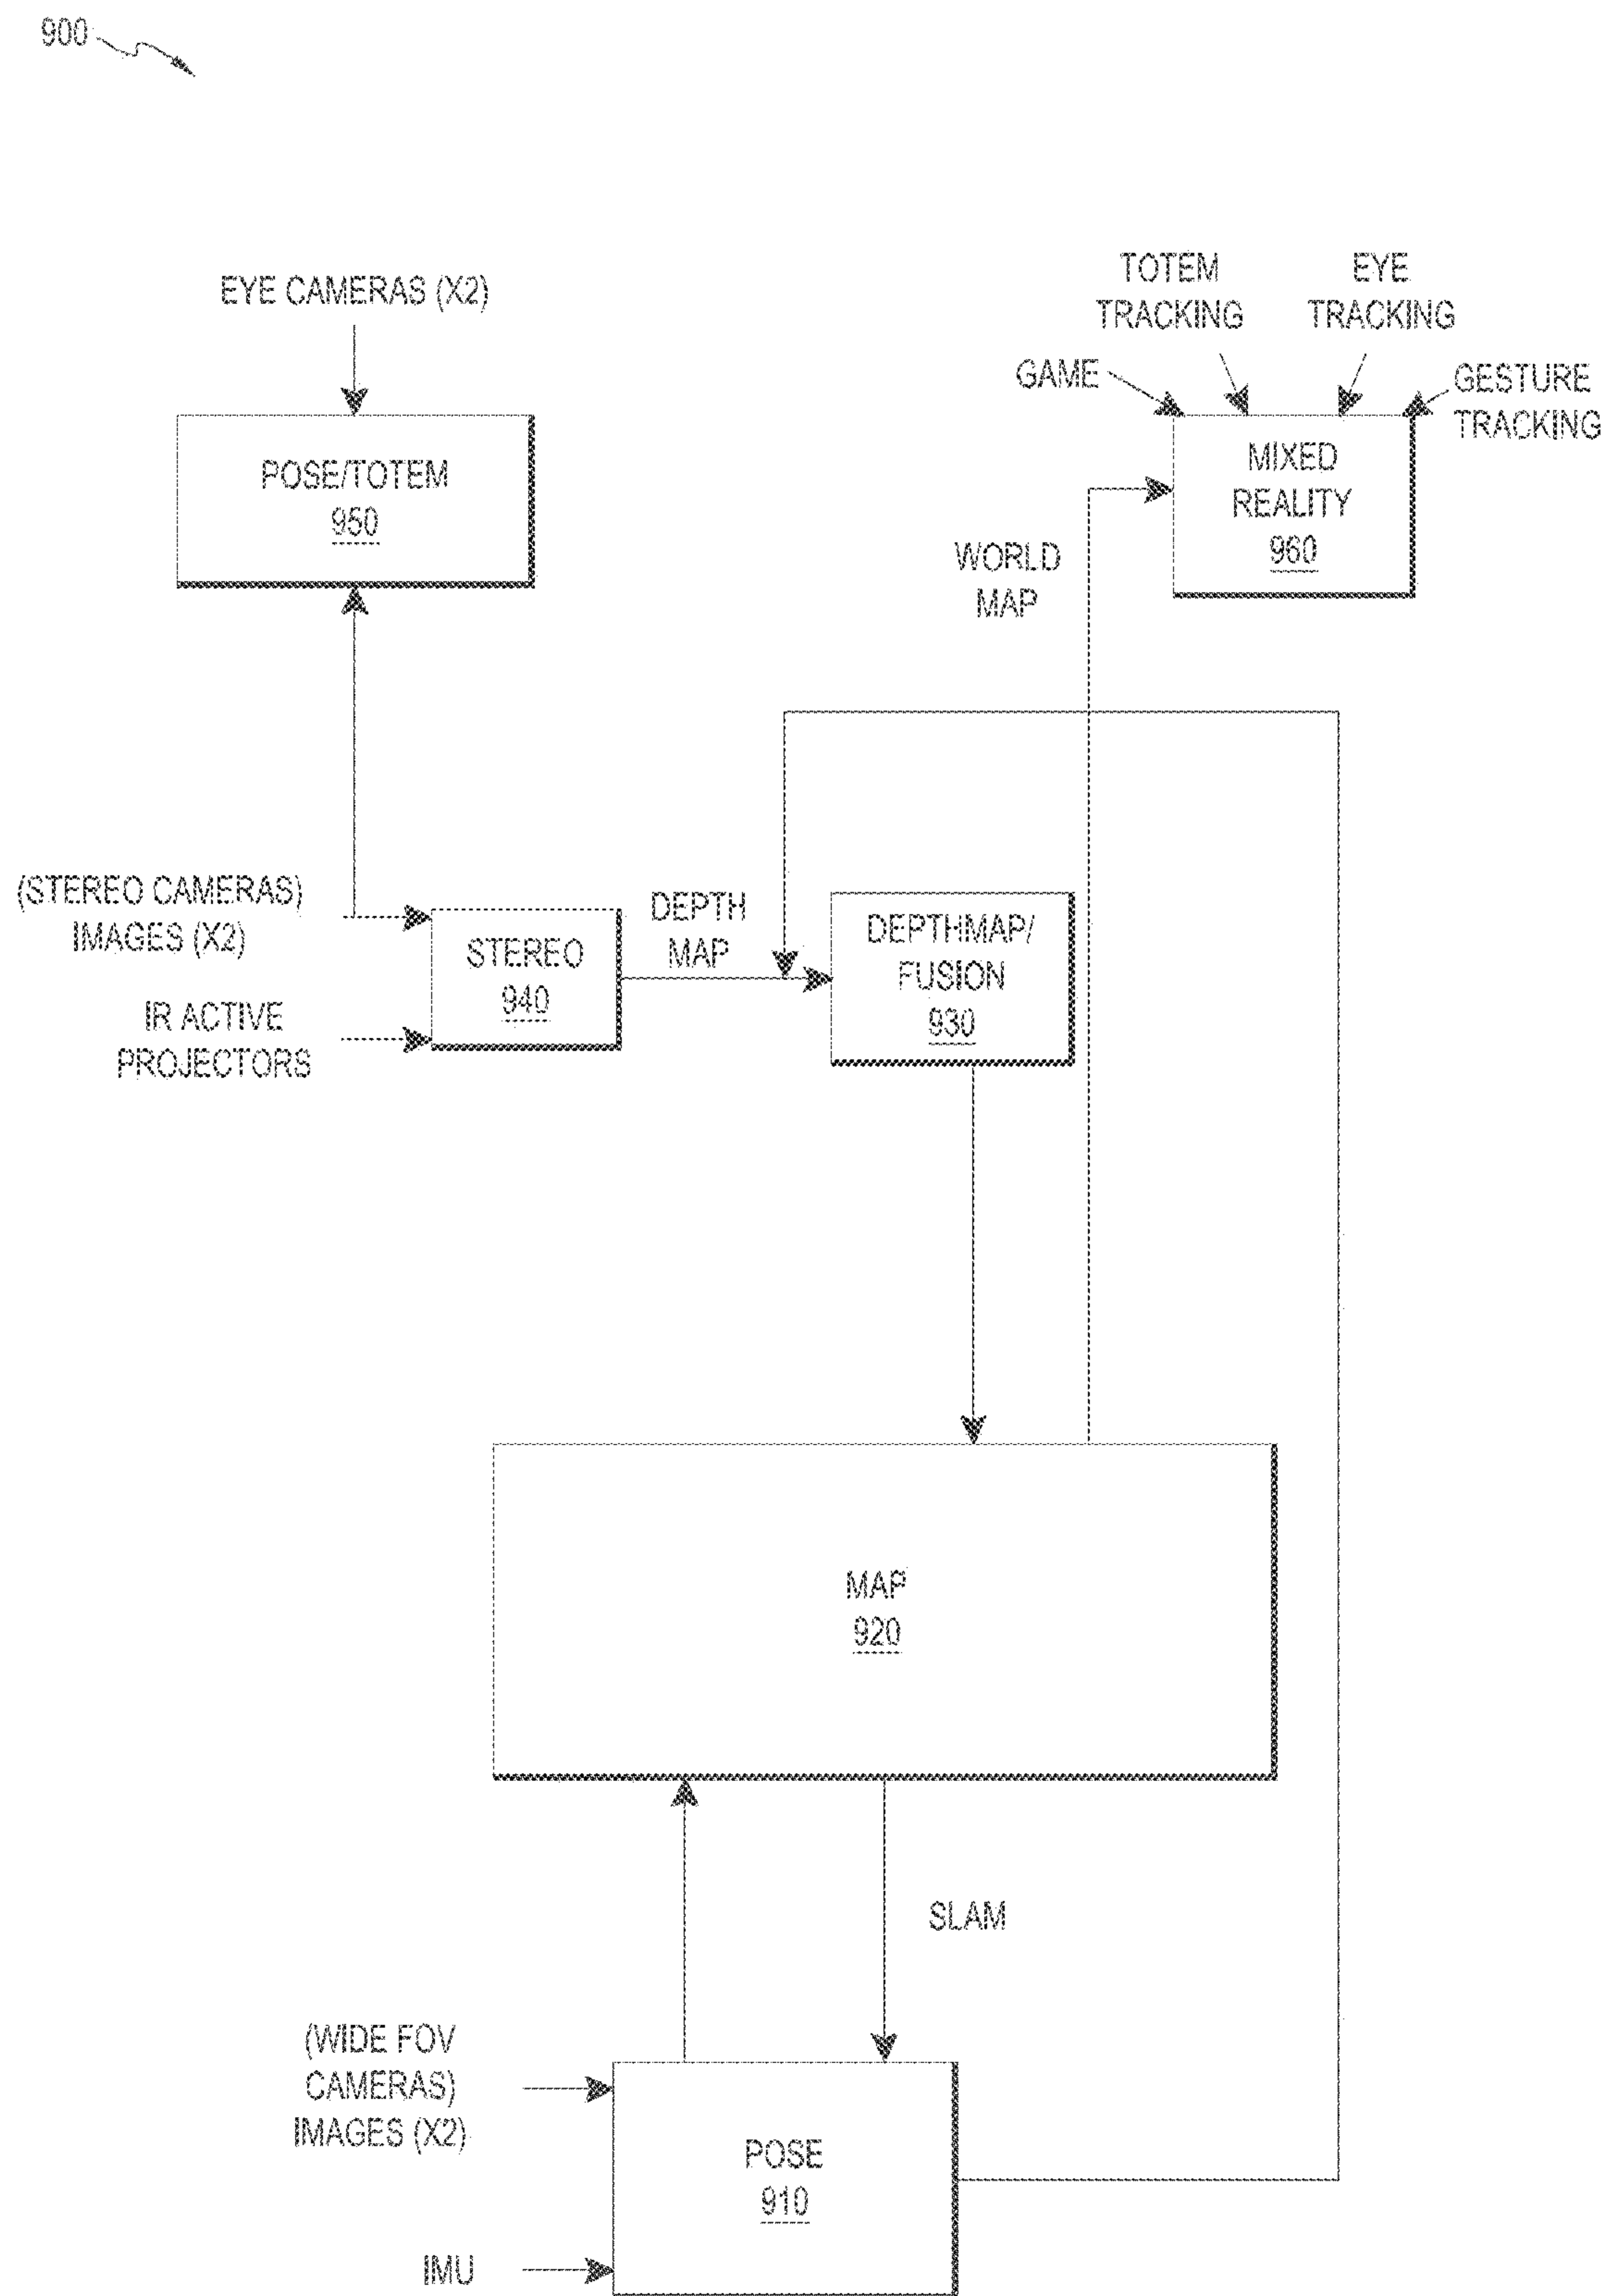 900
EYE CAMERAS (X2)
POSE/TOTEM
950
TOTEM
TRACKING
EYE
TRACKING
GAME
GESTURE
TRACKING
MIXED
REALITY
960
WORLD
MAP
(STEREO CAMERAS)
IMAGES (X2)
IR ACTIVE
PROJECTORS
STEREO
940
DEPTH
MAP
DEPTHMAP/
FUSION
930
MAP
920
SLAM
(WIDE FOV
CAMERAS)
IMAGES (X2)
IMU
POSE
910